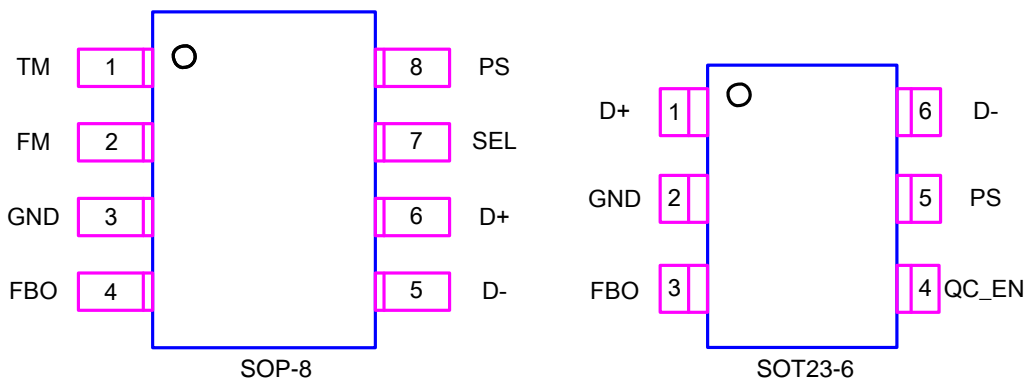 TM 1 8 PS
FM 2 7 SEL
GND 3 6 D+
FBO 4 5 D-
SOP-8
D+ 1 6 D-
GND 2 5 PS
FBO 3 4 QC_EN
SOT23-6